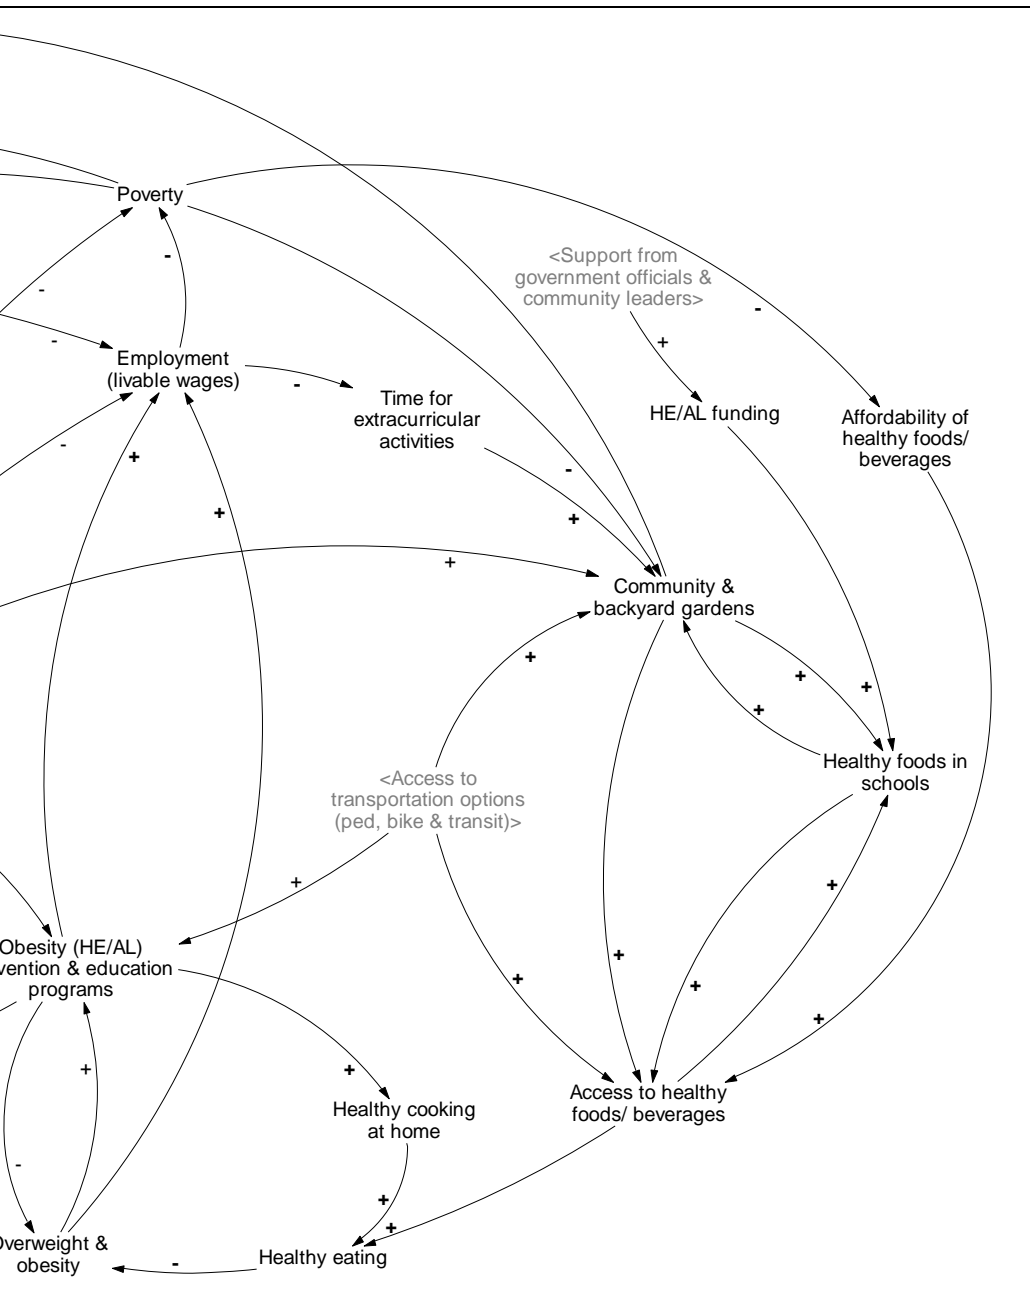 Poverty
-
-
-
<Support from
government officials &
community leaders>
-
+
Employment
(livable wages)
-
Time for
extracurricular
activities
HE/AL funding
Affordability of
healthy foods/
beverages
-
+
-
+
+
+
Community &
backyard gardens
+
+
+
+
Healthy foods in
schools
<Access to
transportation options
(ped, bike & transit)>
+
+
Obesity (HE/AL)
vention & education
programs
+
+
+
+
+
+
Access to healthy
foods/ beverages
Healthy cooking
at home
-
+
+
Overweight &
obesity
Healthy eating
-